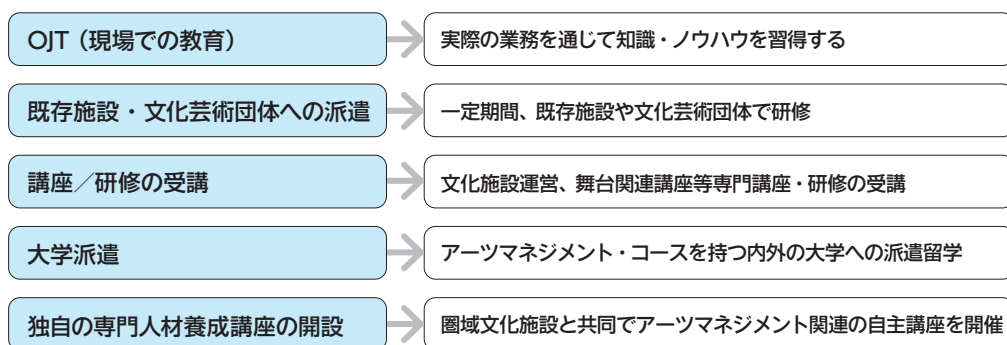 OJT(現場での教育)
実際の業務を通じて知識・ノウハウを習得する
既存施設・文化芸術団体への派遣
一定期間、既存施設や文化芸術団体で研修
講座／研修の受講
文化施設運営、舞台関連講座等専門講座・研修の受講
大学派遣
アーツマネジメント・コースを持つ内外の大学への派遣留学
独自の専門人材養成講座の開設
圏域文化施設と共同でアーツマネジメント関連の自主講座を開催